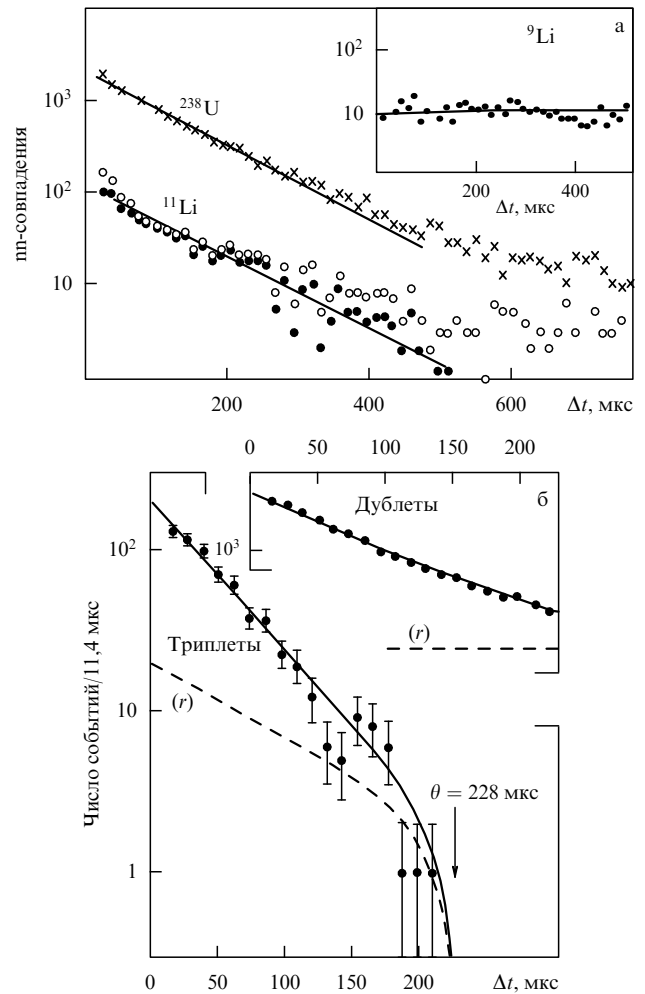 а
⁹Li
10²
10
200
400
Δt, мкс
nn-совпадения
10³
10²
10
²³⁸U
¹¹Li
200
400
600
Δt, мкс
0
50
100
150
200
б
Дублеты
10³
(r)
Число событий/11,4 мкс
10²
10
1
Триплеты
(r)
θ = 228 мкс
0
50
100
150
200
Δt, мкс